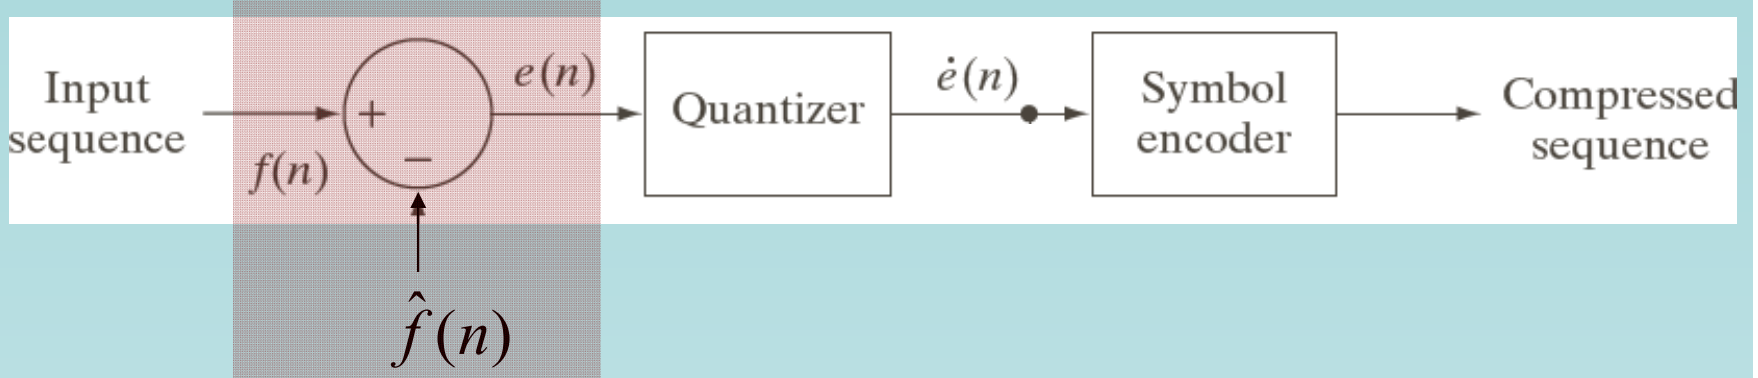 Input
sequence
f(n)
+
−
e(n)
Quantizer
ė(n)
Symbol
encoder
Compressed
sequence
f̂(n)